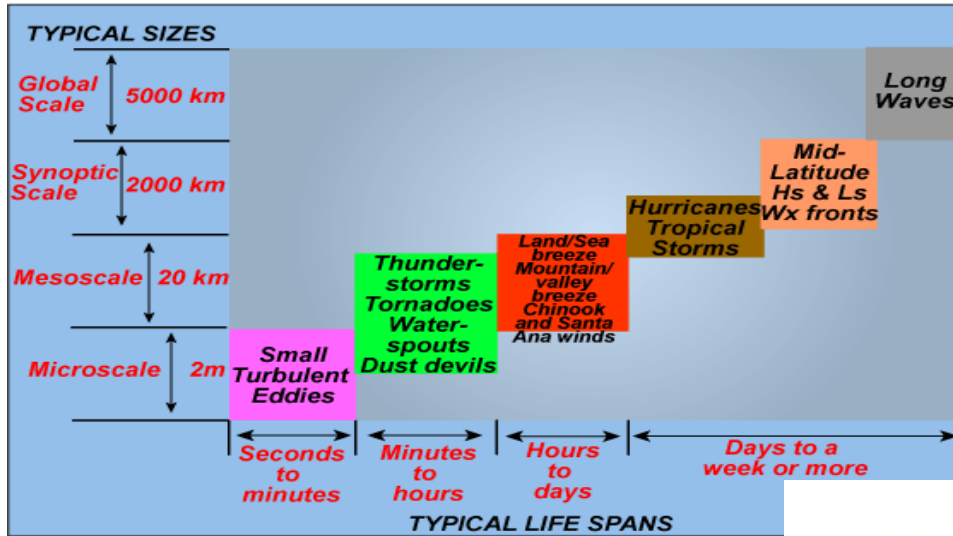 TYPICAL SIZES
Global
Scale
5000 km
Synoptic
Scale
2000 km
Mesoscale
20 km
Microscale
2m
Small
Turbulent
Eddies
Thunder-
storms
Tornadoes
Water-
spouts
Dust devils
Land/Sea
breeze
Mountain/
valley
breeze
Chinook
and Santa
Ana winds
Hurricanes
Tropical
Storms
Mid-
Latitude
Hs & Ls
Wx fronts
Long
Waves
Seconds
to
minutes
Minutes
to
hours
Hours
to
days
Days to a
week or more
TYPICAL LIFE SPANS